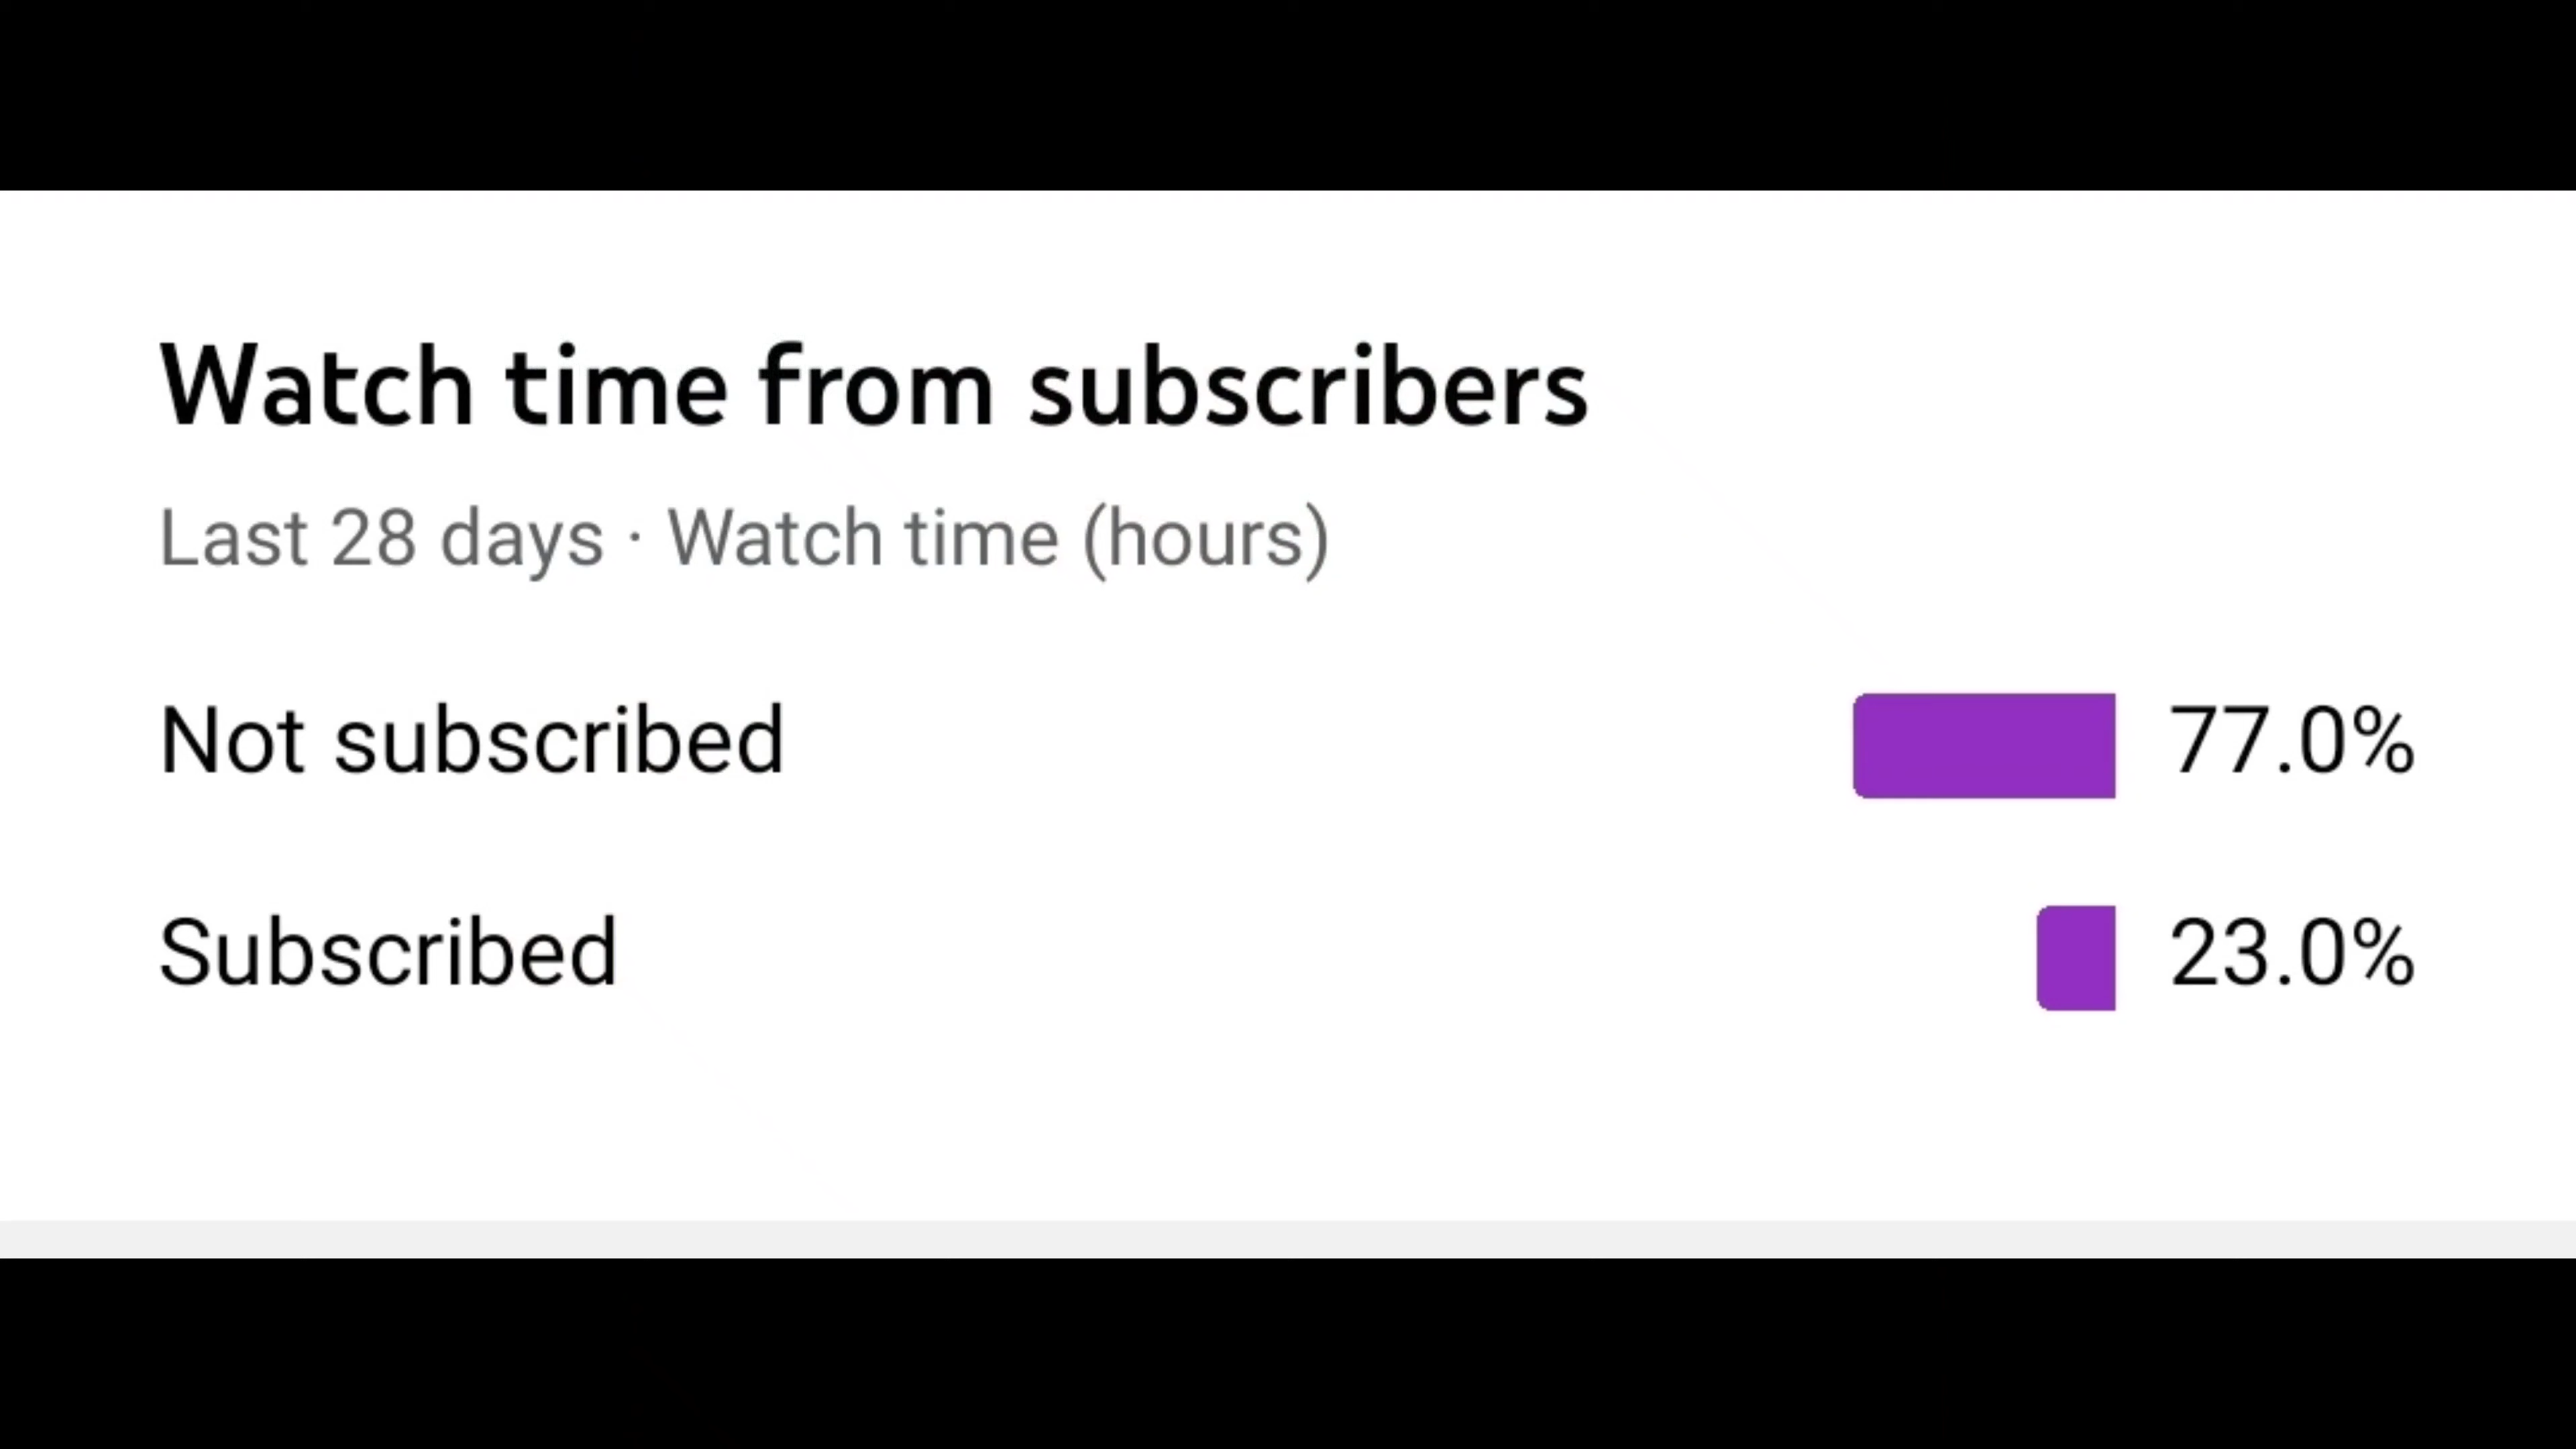 Watch time from subscribers
Last 28 days · Watch time (hours)
Not subscribed 77.0%
Subscribed 23.0%